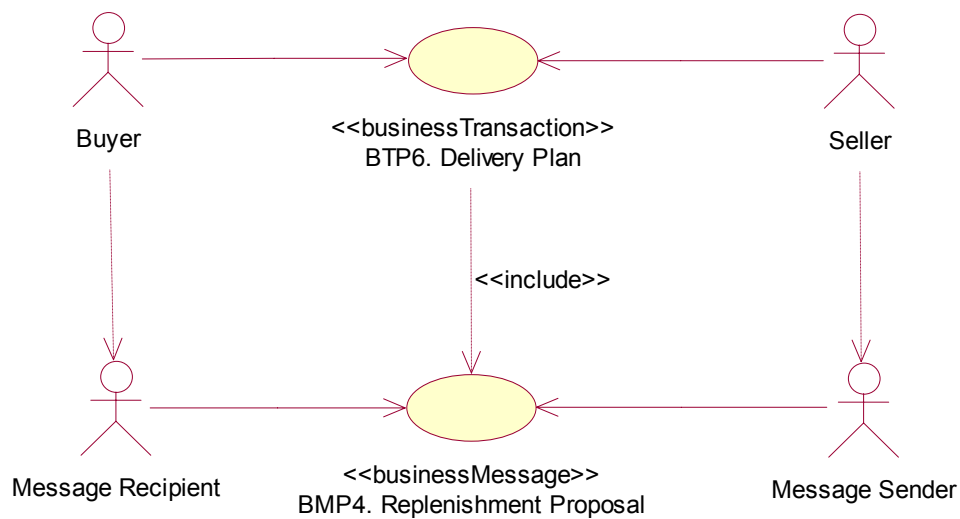 Buyer
<<businessTransaction>>
BTP6. Delivery Plan
Seller
<<include>>
Message Recipient
<<businessMessage>>
BMP4. Replenishment Proposal
Message Sender